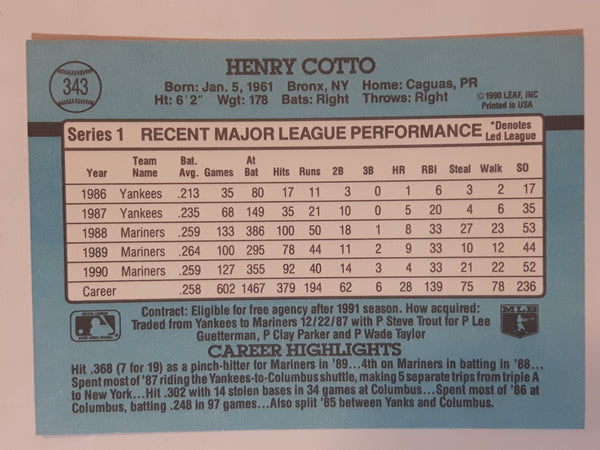 343
HENRY COTTO
Born: Jan. 5, 1961 Bronx, NY Home: Caguas, PR
Ht: 6'2" Wgt: 178 Bats: Right Throws: Right
©1990 LEAF, INC
Printed in USA
Series 1 RECENT MAJOR LEAGUE PERFORMANCE *Denotes Led League
Year Team Name Bat. Avg. Games At Bat Hits Runs 2B 3B HR RBI Steal Walk SO
1986 Yankees .213 35 80 17 11 3 0 1 6 3 2 17
1987 Yankees .235 68 149 35 21 10 0 5 20 4 6 35
1988 Mariners .259 133 386 100 50 18 1 8 33 27 23 53
1989 Mariners .264 100 295 78 44 11 2 9 33 10 12 44
1990 Mariners .259 127 355 92 40 14 3 4 33 21 22 52
Career .258 602 1467 379 194 62 6 28 139 75 78 236
Contract: Eligible for free agency after 1991 season. How acquired:
Traded from Yankees to Mariners 12/22/87 with P Steve Trout for P Lee
Guetterman, P Clay Parker and P Wade Taylor
MLB
CAREER HIGHLIGHTS
Hit .368 (7 for 19) as a pinch-hitter for Mariners in '89...4th on Mariners in batting in '88...
Spent most of '87 riding the Yankees-to-Columbus shuttle, making 5 separate trips from triple A
to New York...Hit .302 with 14 stolen bases in 34 games at Columbus...Spent most of '86 at
Columbus, batting .248 in 97 games...Also split '85 between Yanks and Columbus.